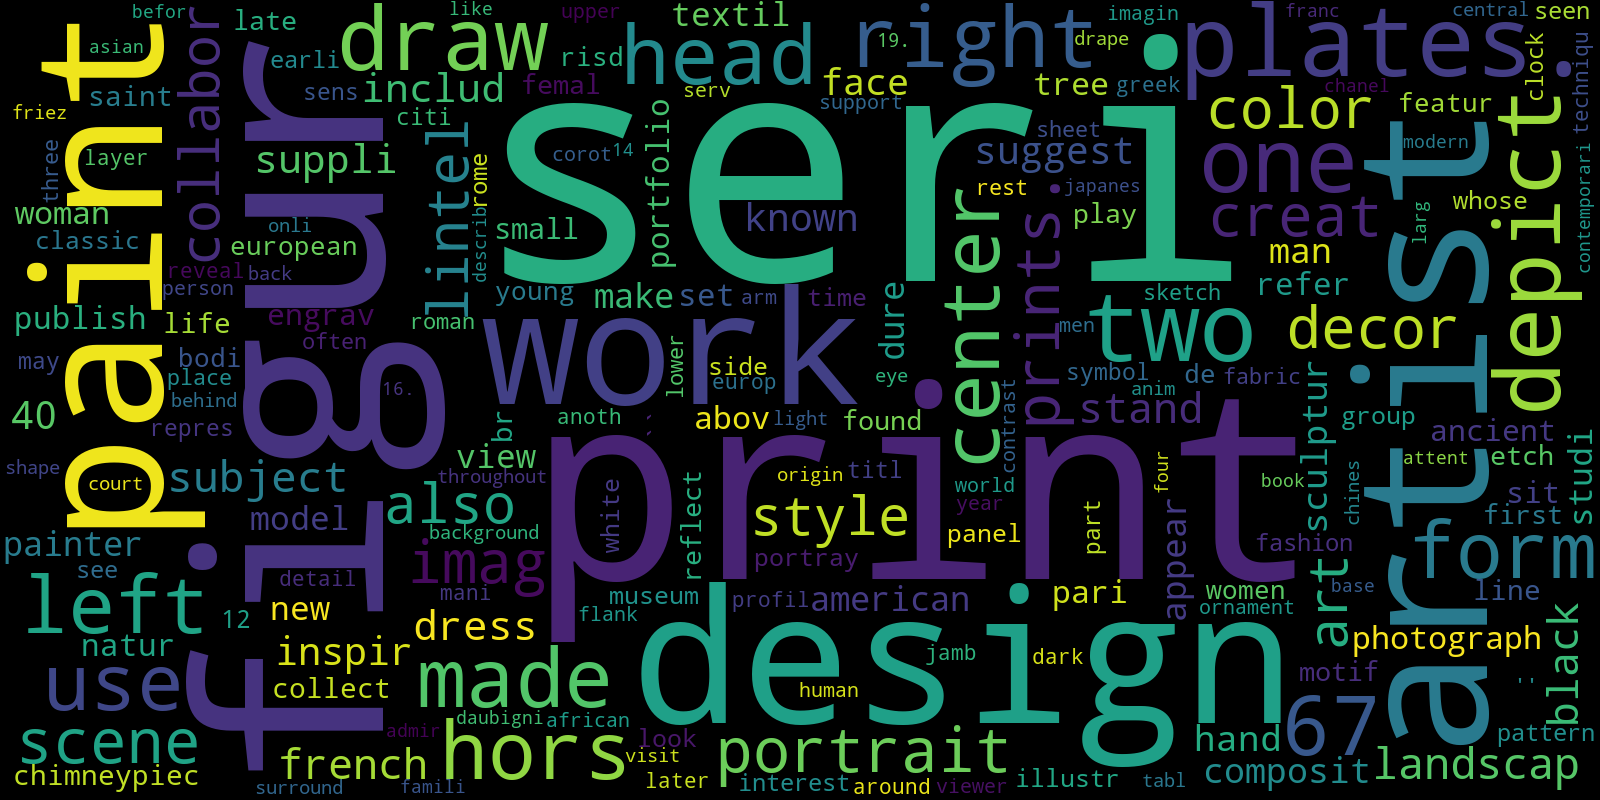 befor
late
like
upper
textil
imagin
franc
central
seen
asian
draw
risd
head
19.
right
drape
plates.
clock
techniqu
paint
saint
collabor
earli
sens
includ
femal
serv
face
support
tree
greek
chanel
color
featur
friez
citi
seri
sheet
suggest
modern
three
layer
suppli
lintel
rome
corot
14
portfolio
rest
japanes
one
artist
depict
woman
onli
describ
small
known
center
prints.
play
creat
larg
whose
contemporari
classic
european
reveal
back
person
figur
man
refer
young
make
set
arm
time
dure
sketch
publish
life
engrav
roman
work
men
two
decor
may
bodi
often
lower
side
europ
eye
symbol
de
fabric
anim
place
behind
16.
40
repres
br
anoth
abov
light
found
contrast
stand
sculptur
group
ancient
shape
court
subject
view
throughout
print
origin
titl
world
four
book
chines
attent
etch
studi
model
also
white
reflect
style
year
panel
part
sit
first
painter
background
imag
portray
appear
fashion
form
see
detail
mani
museum
profil
american
pari
women
base
line
left
12
new
flank
design
ornament
art
natur
dress
photograph
black
use
inspir
made
jamb
dark
motif
''
collect
human
scene
daubigni
african
admir
look
67
pattern
chimneypiec
french
hors
visit
portrait
hand
composit
landscap
surround
famili
later
interest
around
viewer
illustr
tabl